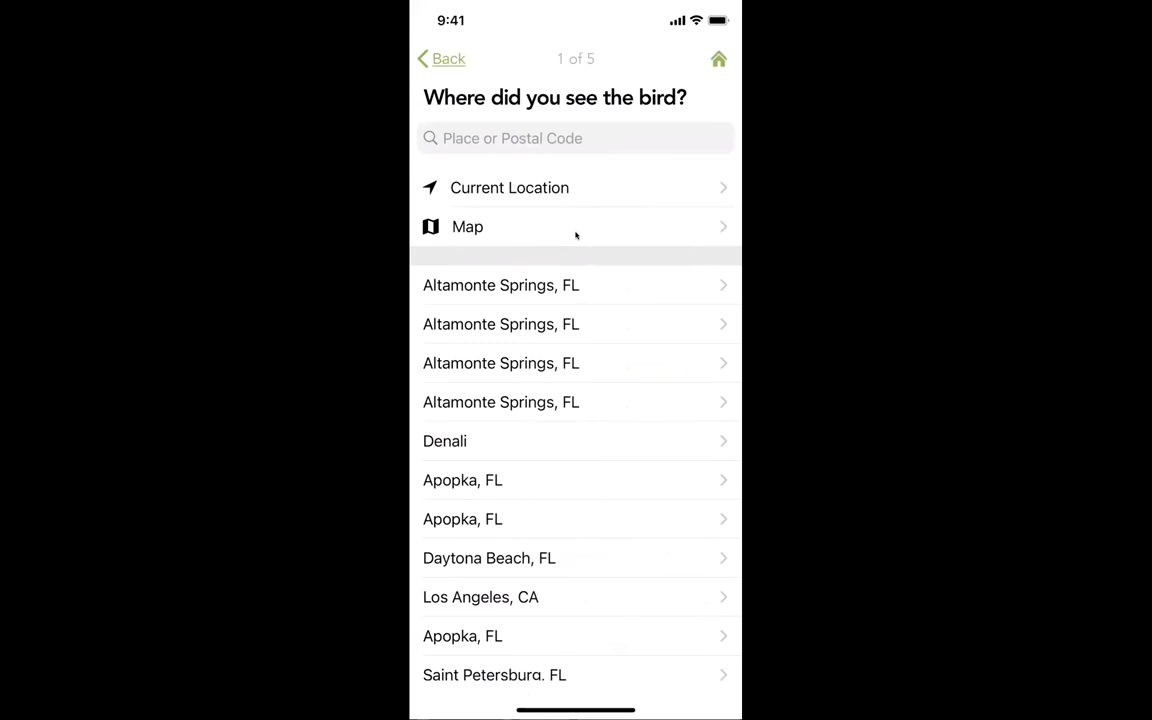 9:41
Back
1 of 5
Where did you see the bird?
Place or Postal Code
Current Location
Map
Altamonte Springs, FL
Altamonte Springs, FL
Altamonte Springs, FL
Altamonte Springs, FL
Denali
Apopka, FL
Apopka, FL
Daytona Beach, FL
Los Angeles, CA
Apopka, FL
Saint Petersburg, FL